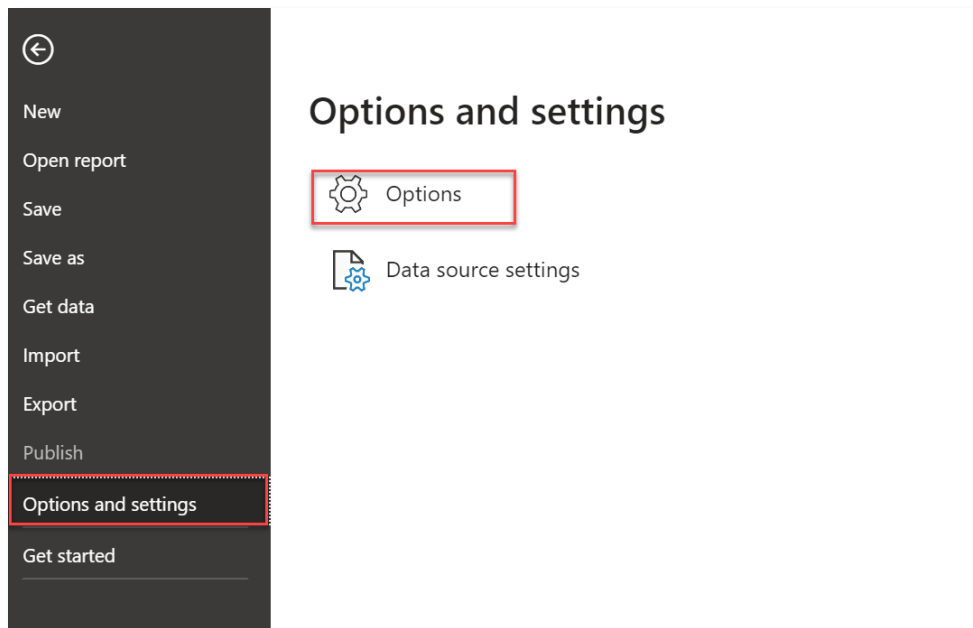 New
Open report
Save
Save as
Get data
Import
Export
Publish
Options and settings
Get started
Options and settings
Options
Data source settings